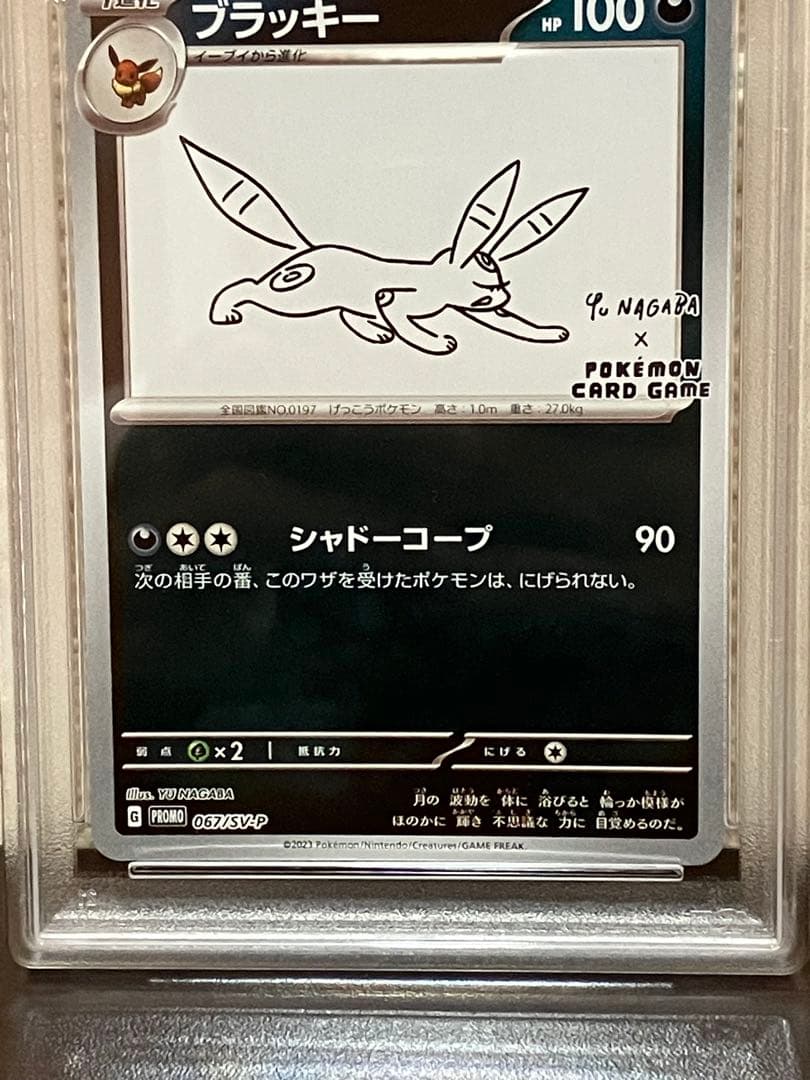 1進化
ブラッキー
HP 100
イーブイから進化
YU NAGABA
×
POKÉMON
CARD GAME
全国図鑑NO.0197 げっこうポケモン 高さ:1.0m 重さ:27.0kg
シャドークープ 90
次の相手の番、このワザを受けたポケモンは、にげられない。
弱点 ×2 抵抗力 にげる
illus. YU NAGABA
G PROMO 067/SV-P
月の 波動を 体に 浴びると 輪っか模様が
ほのかに 輝き 不思議な 力に 目覚めるのだ。
©2023 Pokémon/Nintendo/Creatures/GAME FREAK